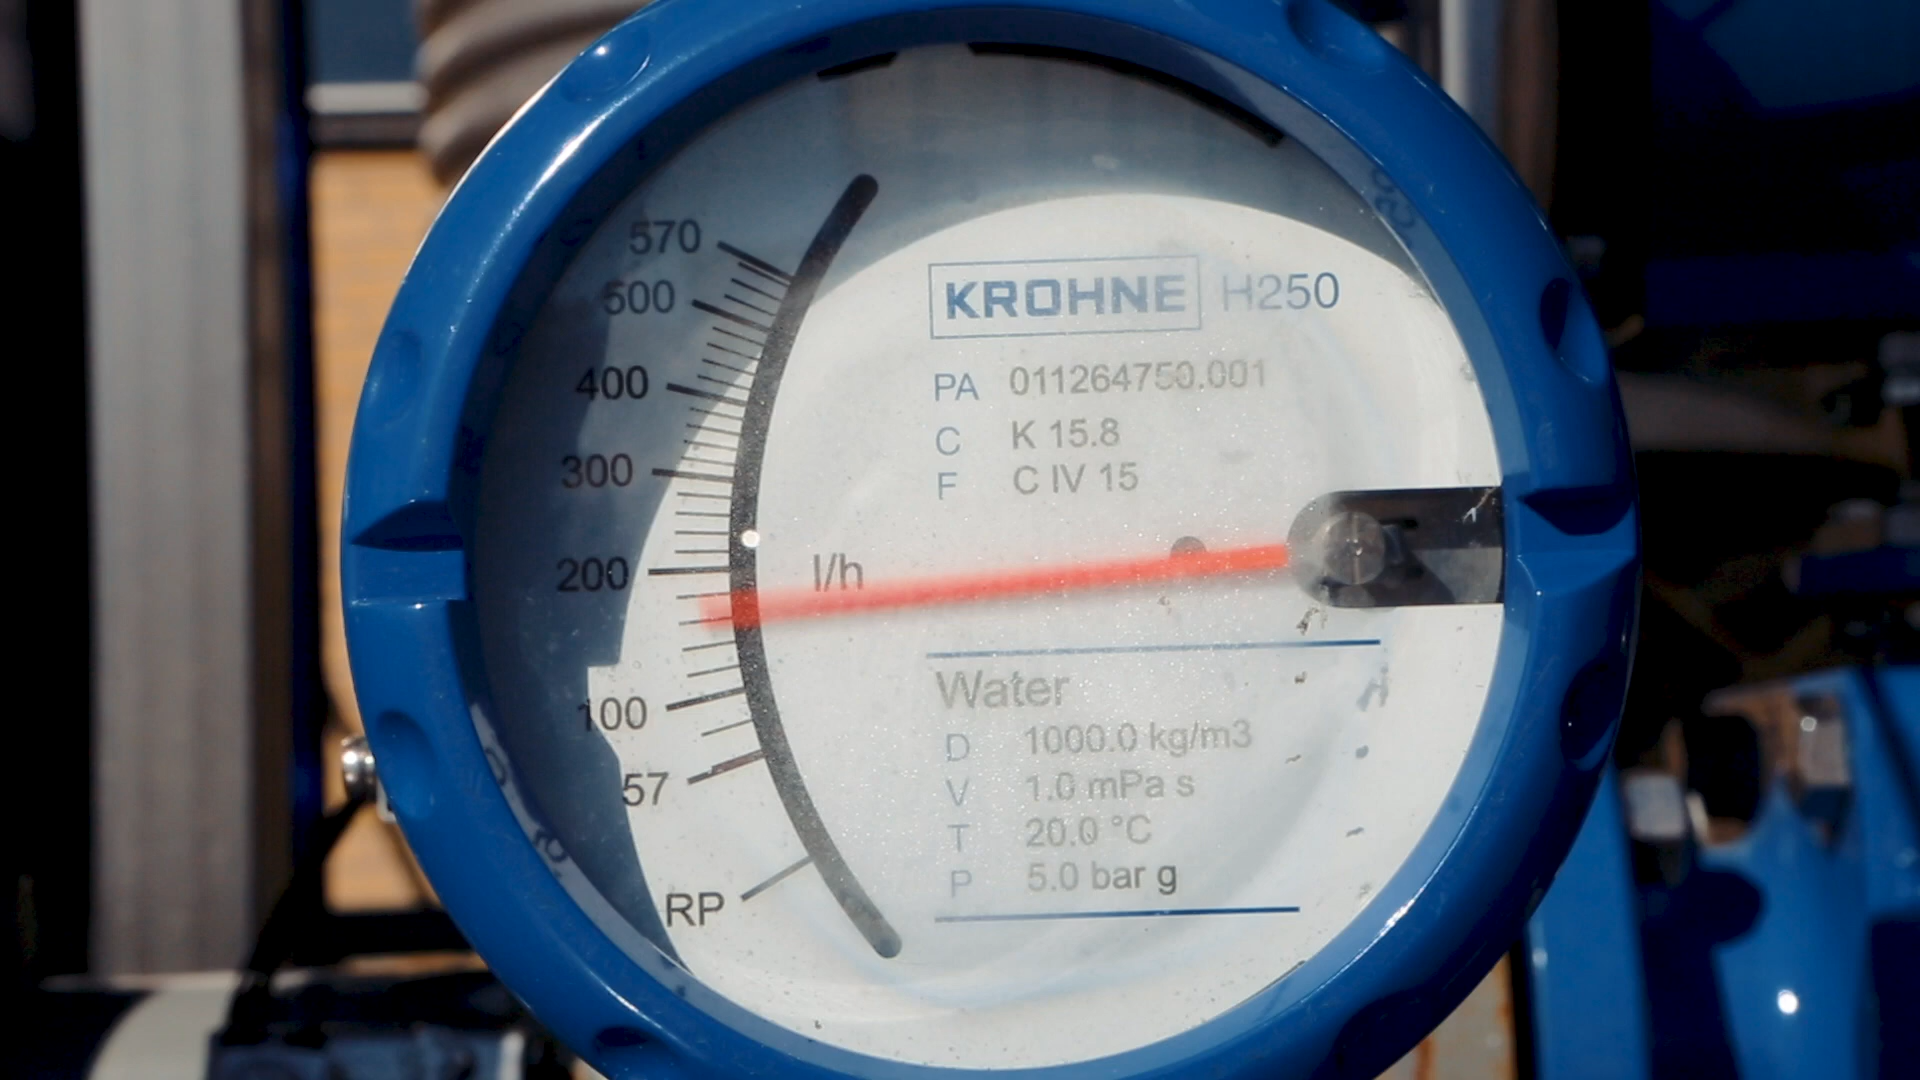 570
500
400
300
200
100
57
RP
l/h
KROHNE H250
PA 011264750.001
C K 15.8
F C IV 15
Water
D 1000.0 kg/m3
V 1.0 mPa s
T 20.0 °C
P 5.0 bar g